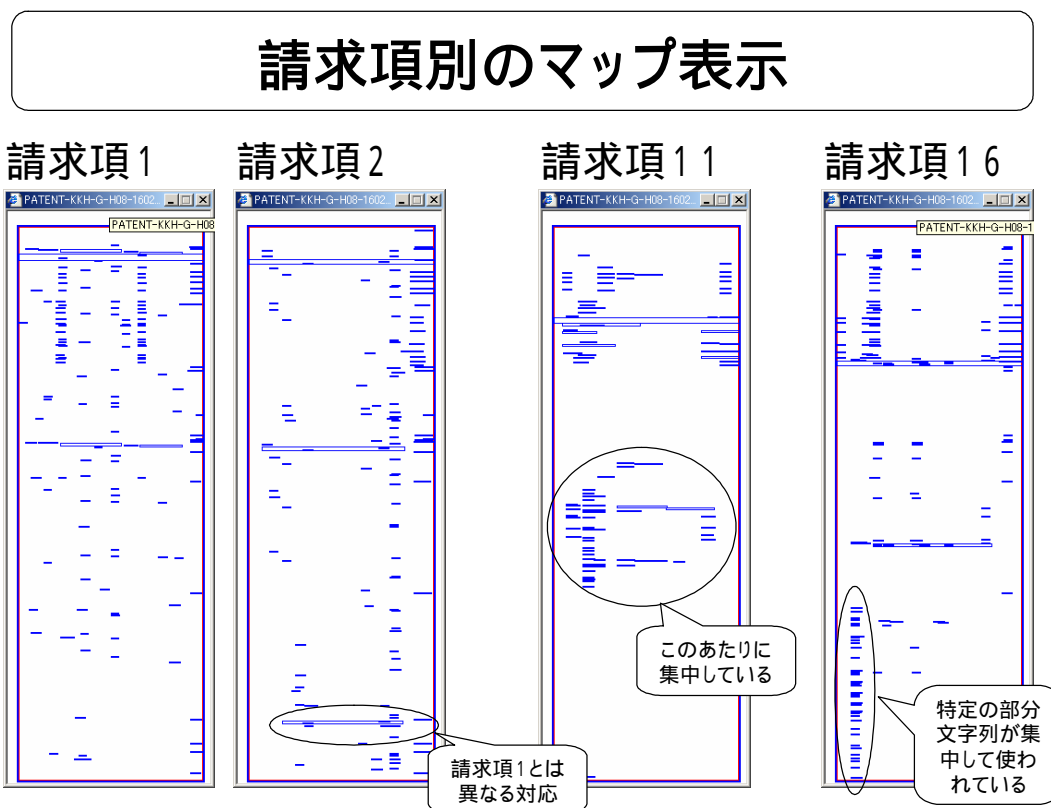 請求項別のマップ表示
請求項1
請求項2
請求項11
請求項16
PATENT-KKH-G-H08-1602...
PATENT-KKH-G-H08-1602...
PATENT-KKH-G-H08-1602...
PATENT-KKH-G-H08-1602...
PATENT-KKH-G-H08
PATENT-KKH-G-H08-1
このあたりに
集中している
特定の部分
文字列が集
中して使わ
れている
請求項1とは
異なる対応